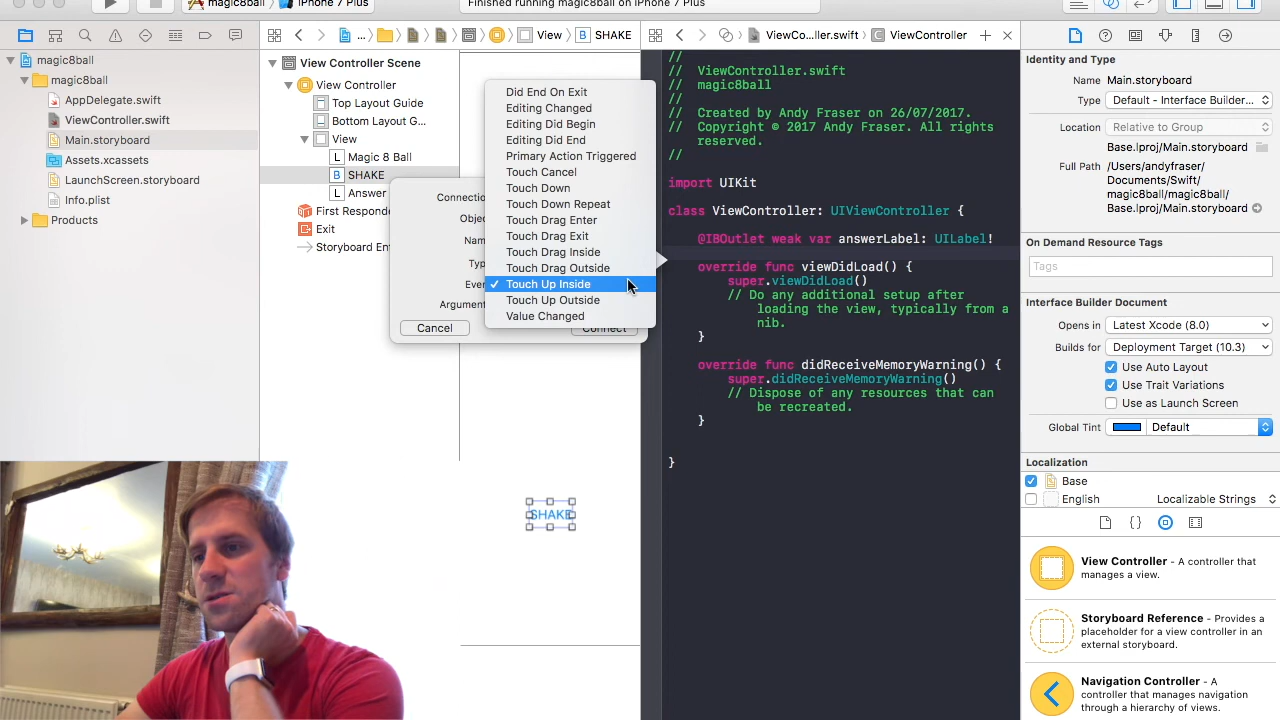 magic8ball
iPhone 7 Plus
Finished running magic8ball on iPhone 7 Plus
...
View
SHAKE
ViewCo...ller.swift
ViewController
magic8ball
magic8ball
AppDelegate.swift
ViewController.swift
Main.storyboard
Assets.xcassets
LaunchScreen.storyboard
Info.plist
Products
View Controller Scene
View Controller
Top Layout Guide
Bottom Layout G...
View
L Magic 8 Ball
B SHAKE
L Answer
First Responde
Exit
Storyboard En
Connectio
Objec
Nam
Typ
Even
Argument
Cancel
Connect
Did End On Exit
Editing Changed
Editing Did Begin
Editing Did End
Primary Action Triggered
Touch Cancel
Touch Down
Touch Down Repeat
Touch Drag Enter
Touch Drag Exit
Touch Drag Inside
Touch Drag Outside
✓ Touch Up Inside
Touch Up Outside
Value Changed
SHAKE
//
// ViewController.swift
// magic8ball
//
// Created by Andy Fraser on 26/07/2017.
// Copyright © 2017 Andy Fraser. All rights
reserved.
//
import UIKit
class ViewController: UIViewController {
@IBOutlet weak var answerLabel: UILabel!
override func viewDidLoad() {
super.viewDidLoad()
// Do any additional setup after
loading the view, typically from a
nib.
}
override func didReceiveMemoryWarning() {
super.didReceiveMemoryWarning()
// Dispose of any resources that can
be recreated.
}
}
Identity and Type
Name Main.storyboard
Type Default - Interface Builder...
Location Relative to Group
Base.lproj/Main.storyboard
Full Path /Users/andyfraser/
Documents/Swift/
magic8ball/magic8ball/
Base.lproj/Main.storyboard
On Demand Resource Tags
Tags
Interface Builder Document
Opens in Latest Xcode (8.0)
Builds for Deployment Target (10.3)
Use Auto Layout
Use Trait Variations
Use as Launch Screen
Global Tint Default
Localization
Base
English Localizable Strings
View Controller - A controller that
manages a view.
Storyboard Reference - Provides a
placeholder for a view controller in an
external storyboard.
Navigation Controller - A
controller that manages navigation
through a hierarchy of views.